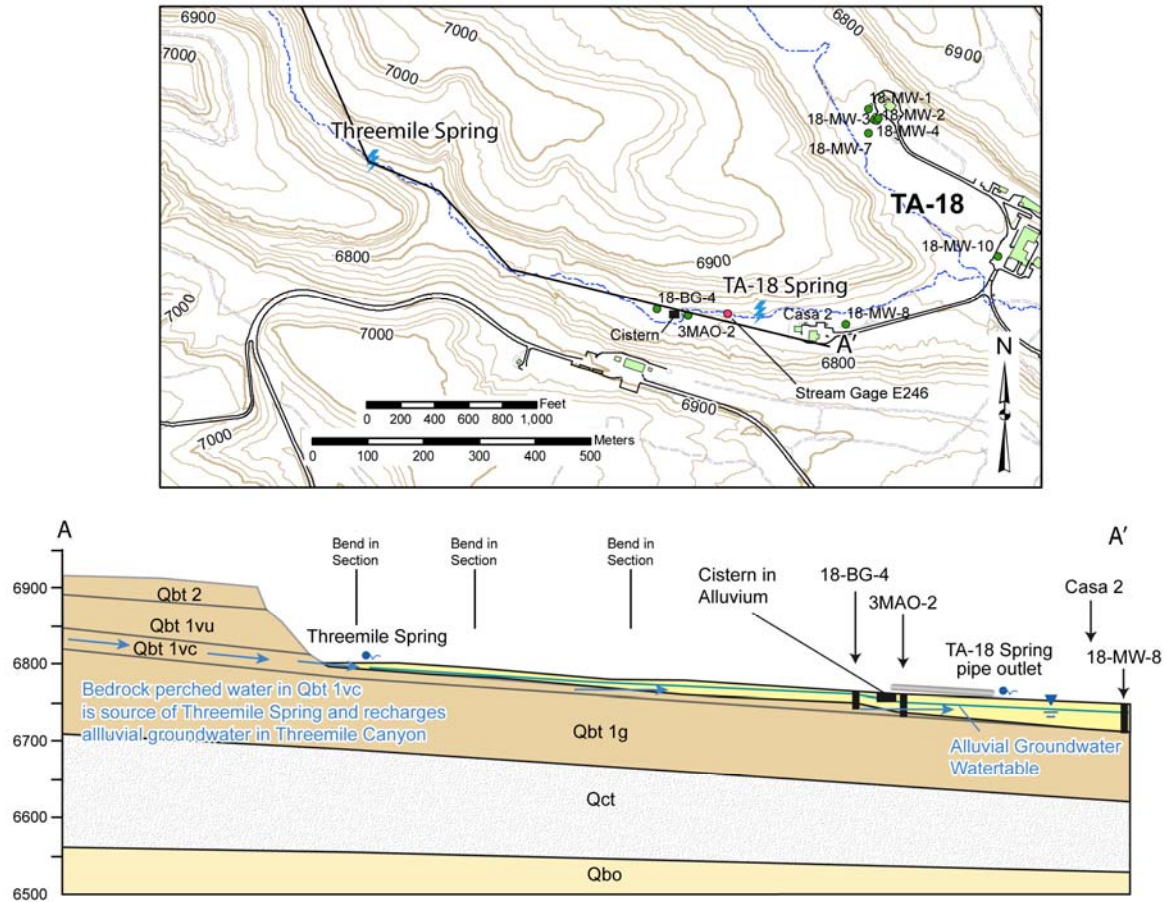 6900
7000
7000
7000
6800
6900
18-MW-1
18-MW-2
18-MW-3
18-MW-4
18-MW-7
Threemile Spring
TA-18
18-MW-10
6800
6900
TA-18 Spring
18-BG-4
Casa 2
18-MW-8
7000
7000
Cistern
3MAO-2
A'
6800
N
Stream Gage E246
6900
7000
Feet
0 200 400 600 800 1,000
Meters
0 100 200 300 400 500
A
A'
Bend in
Section
Bend in
Section
Bend in
Section
Cistern in
Alluvium
18-BG-4
3MAO-2
Casa 2
TA-18 Spring
pipe outlet
18-MW-8
6900
6800
6700
6600
6500
Qbt 2
Qbt 1vu
Qbt 1vc
Threemile Spring
Bedrock perched water in Qbt 1vc
is source of Threemile Spring and recharges
allluvial groundwater in Threemile Canyon
Qbt 1g
Alluvial Groundwater
Watertable
Qct
Qbo